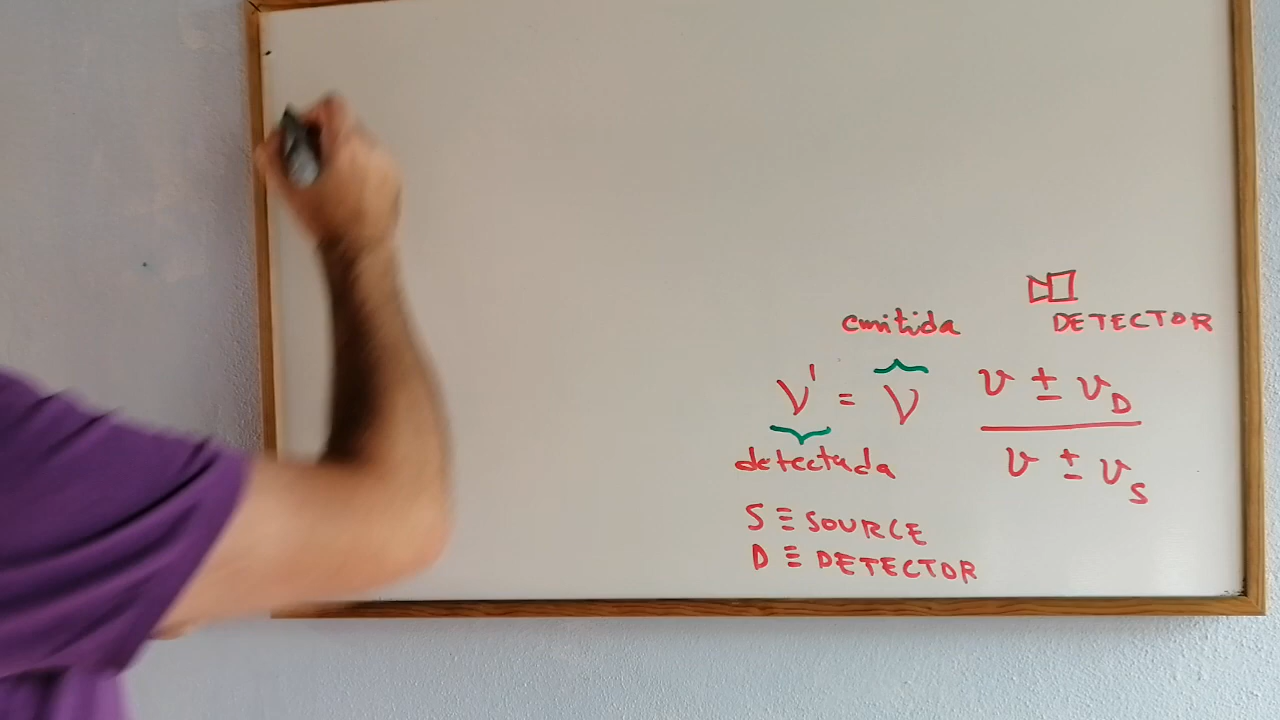 DETECTOR
emitida
ν' = ν (v ± v_D) / (v ± v_S)
detectada
S ≡ SOURCE
D ≡ DETECTOR